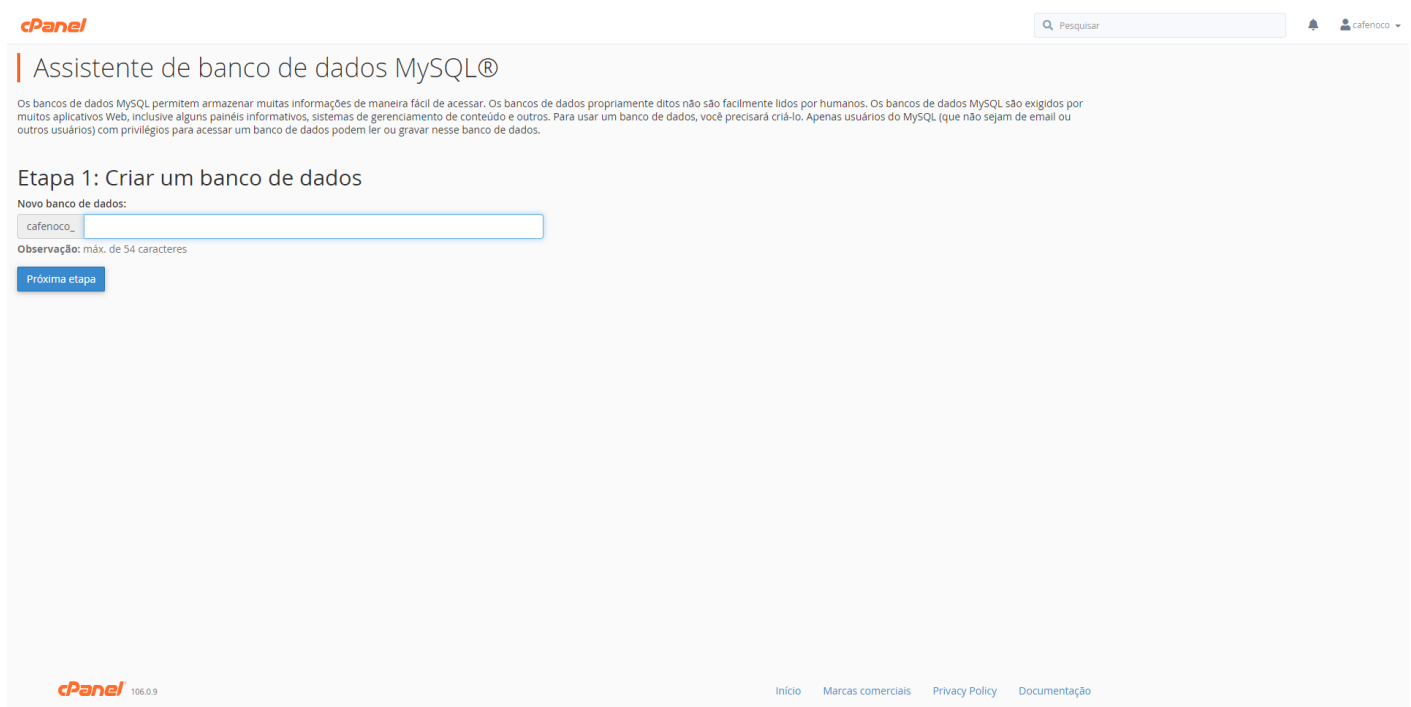 cPanel
Pesquisar
cafenoco
Assistente de banco de dados MySQL®
Os bancos de dados MySQL permitem armazenar muitas informações de maneira fácil de acessar. Os bancos de dados propriamente ditos não são facilmente lidos por humanos. Os bancos de dados MySQL são exigidos por
muitos aplicativos Web, inclusive alguns painéis informativos, sistemas de gerenciamento de conteúdo e outros. Para usar um banco de dados, você precisará criá-lo. Apenas usuários do MySQL (que não sejam de email ou
outros usuários) com privilégios para acessar um banco de dados podem ler ou gravar nesse banco de dados.
Etapa 1: Criar um banco de dados
Novo banco de dados:
cafenoco_
Observação: máx. de 54 caracteres
Próxima etapa
cPanel 106.0.9
Início Marcas comerciais Privacy Policy Documentação